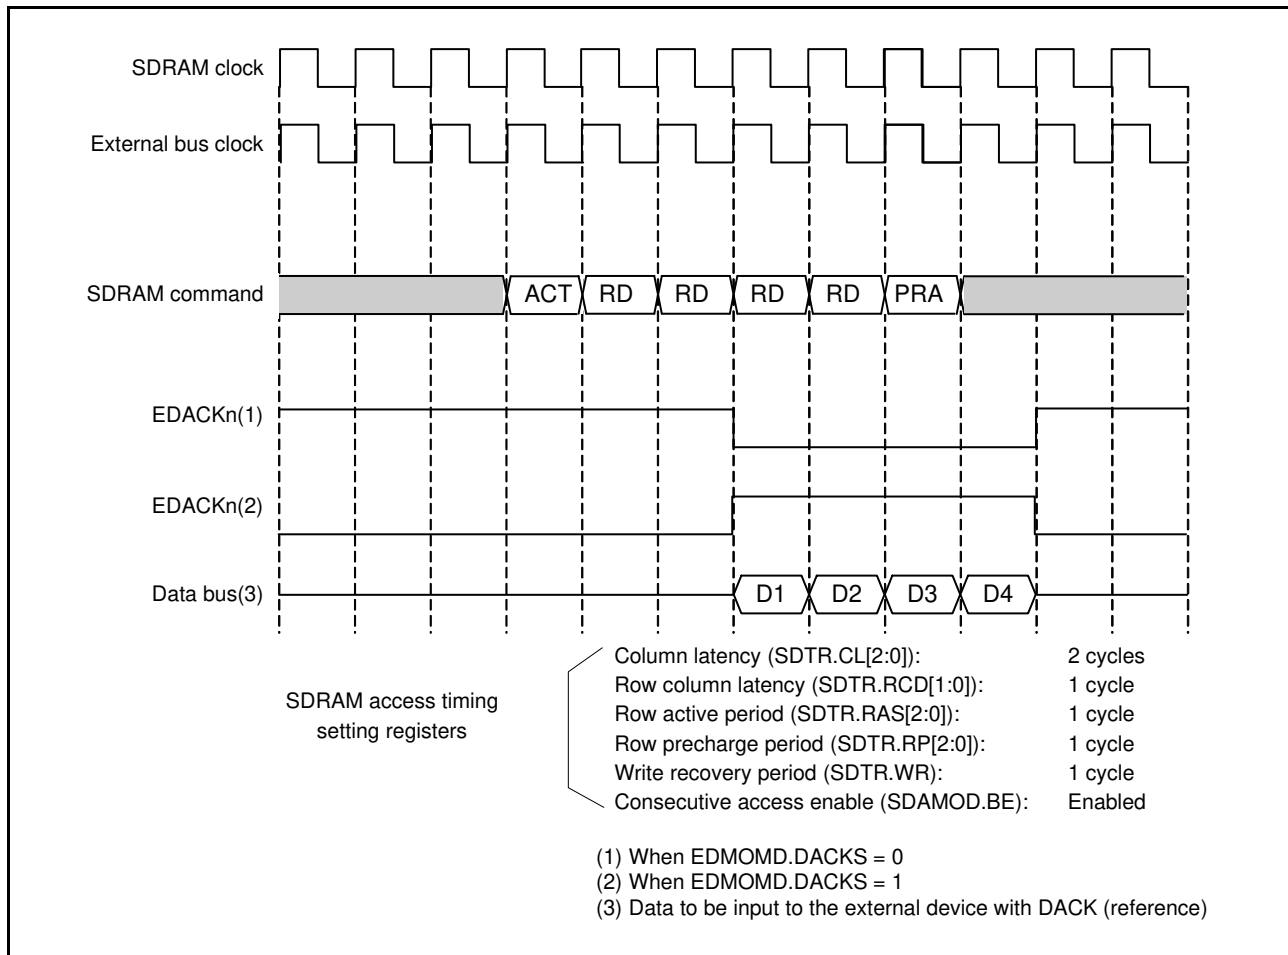 SDRAM clock
External bus clock
SDRAM command
ACT RD RD RD RD PRA
EDACKn(1)
EDACKn(2)
Data bus(3)
D1 D2 D3 D4
SDRAM access timing
setting registers
Column latency (SDTR.CL[2:0]): 2 cycles
Row column latency (SDTR.RCD[1:0]): 1 cycle
Row active period (SDTR.RAS[2:0]): 1 cycle
Row precharge period (SDTR.RP[2:0]): 1 cycle
Write recovery period (SDTR.WR): 1 cycle
Consecutive access enable (SDAMOD.BE): Enabled
(1) When EDMOMD.DACKS = 0
(2) When EDMOMD.DACKS = 1
(3) Data to be input to the external device with DACK (reference)